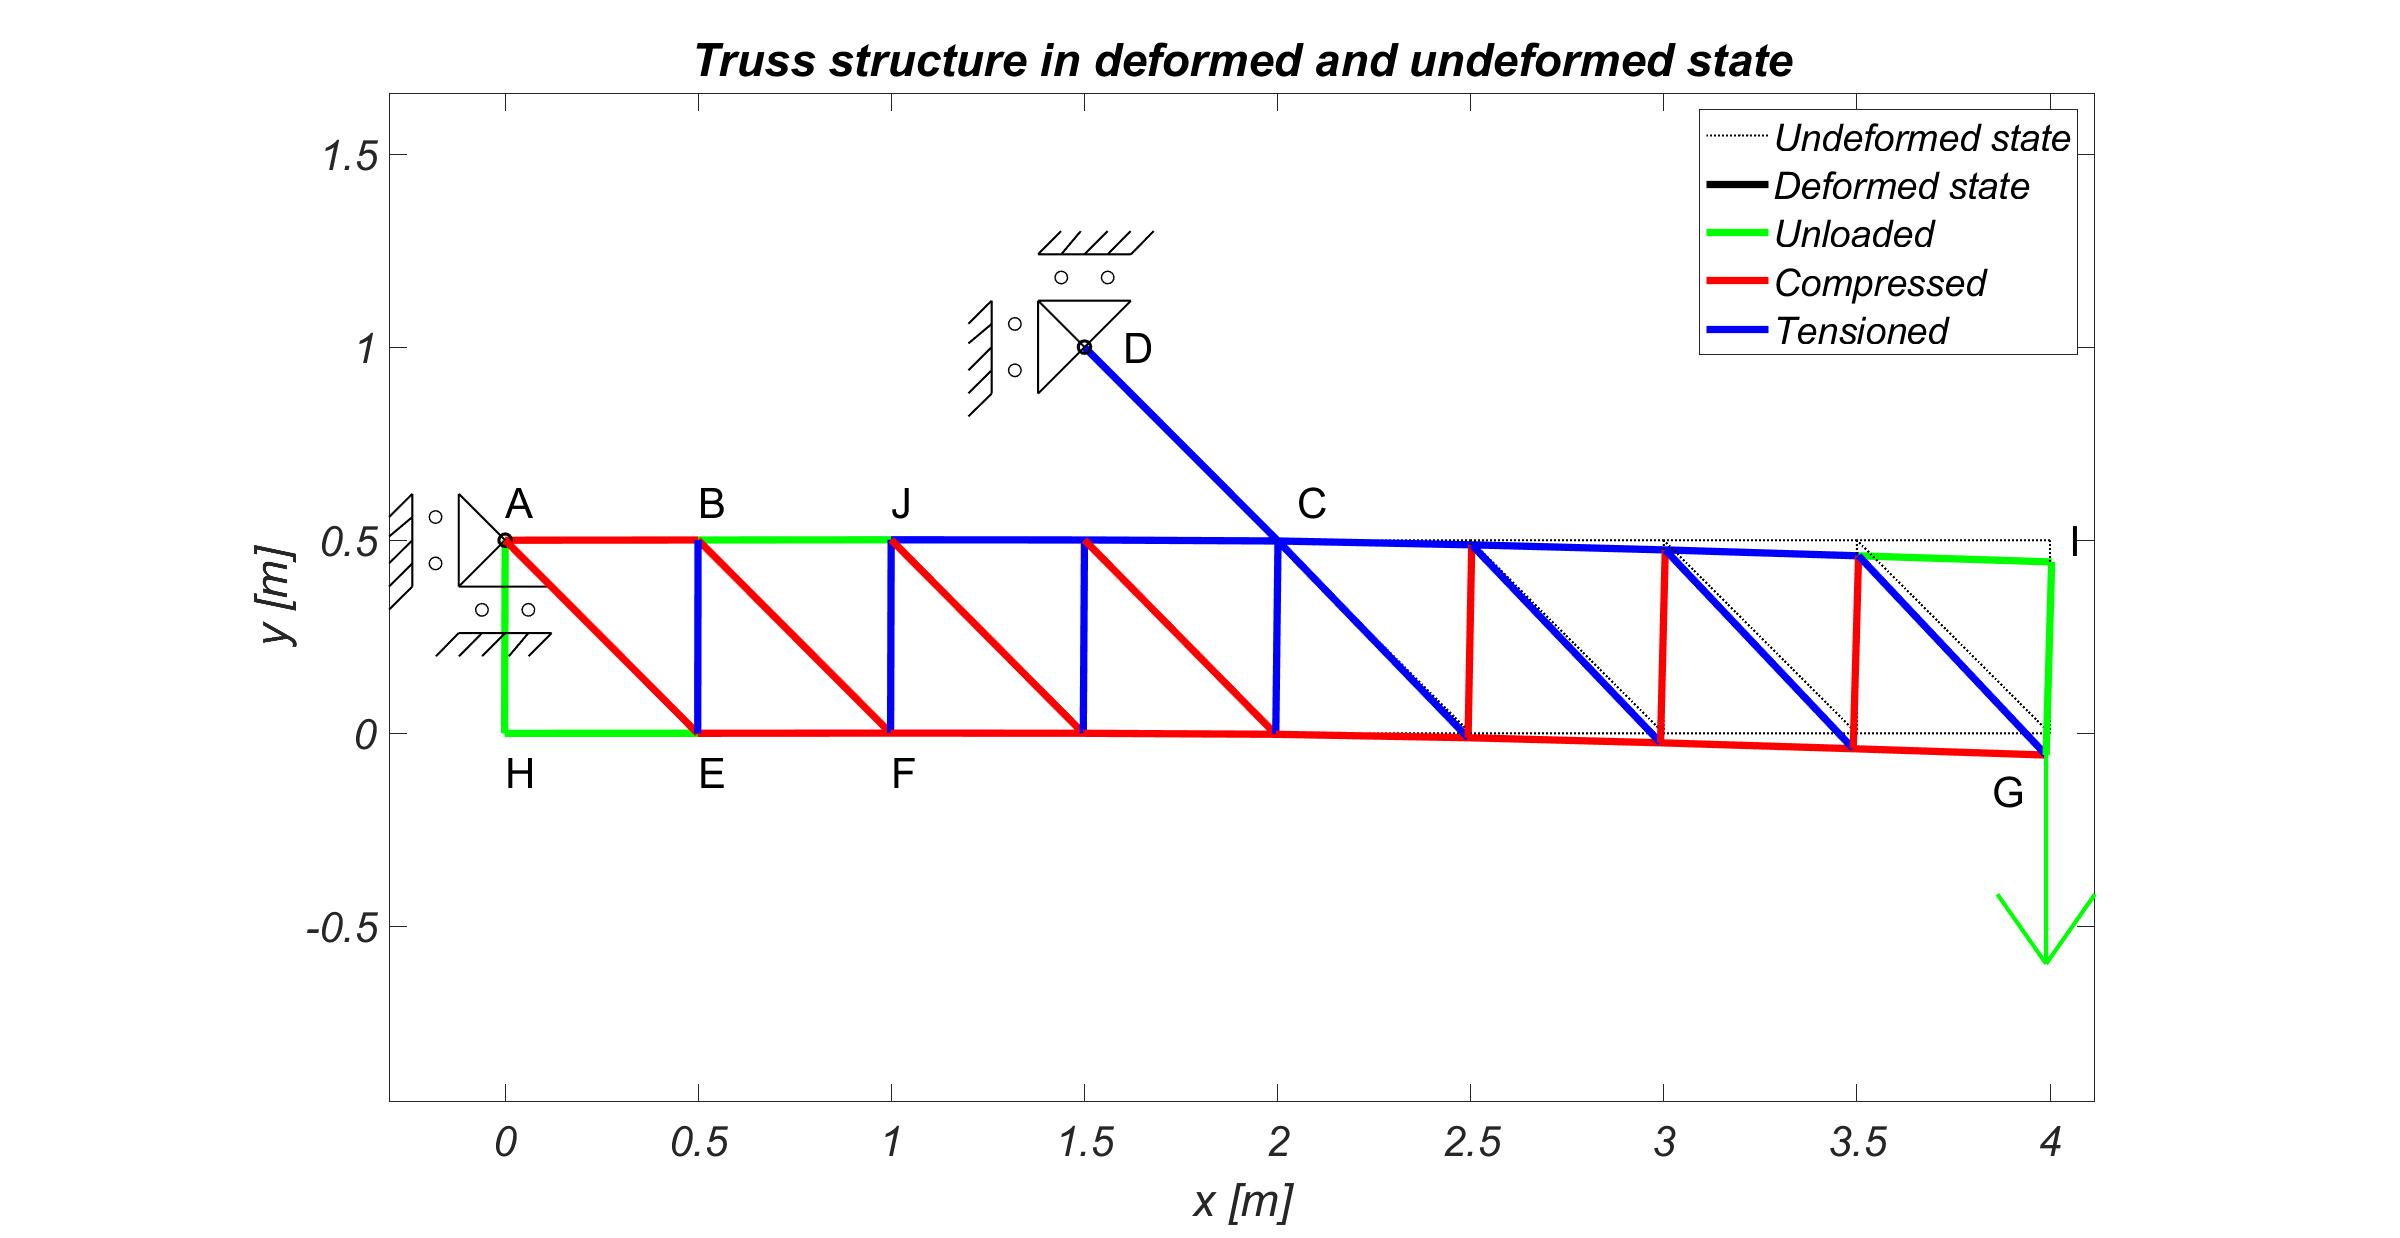 Truss structure in deformed and undeformed state
Undeformed state
Deformed state
Unloaded
Compressed
Tensioned
1.5
1
0.5
0
-0.5
y [m]
D
A
B
J
C
I
H
E
F
G
0
0.5
1
1.5
2
2.5
3
3.5
4
x [m]